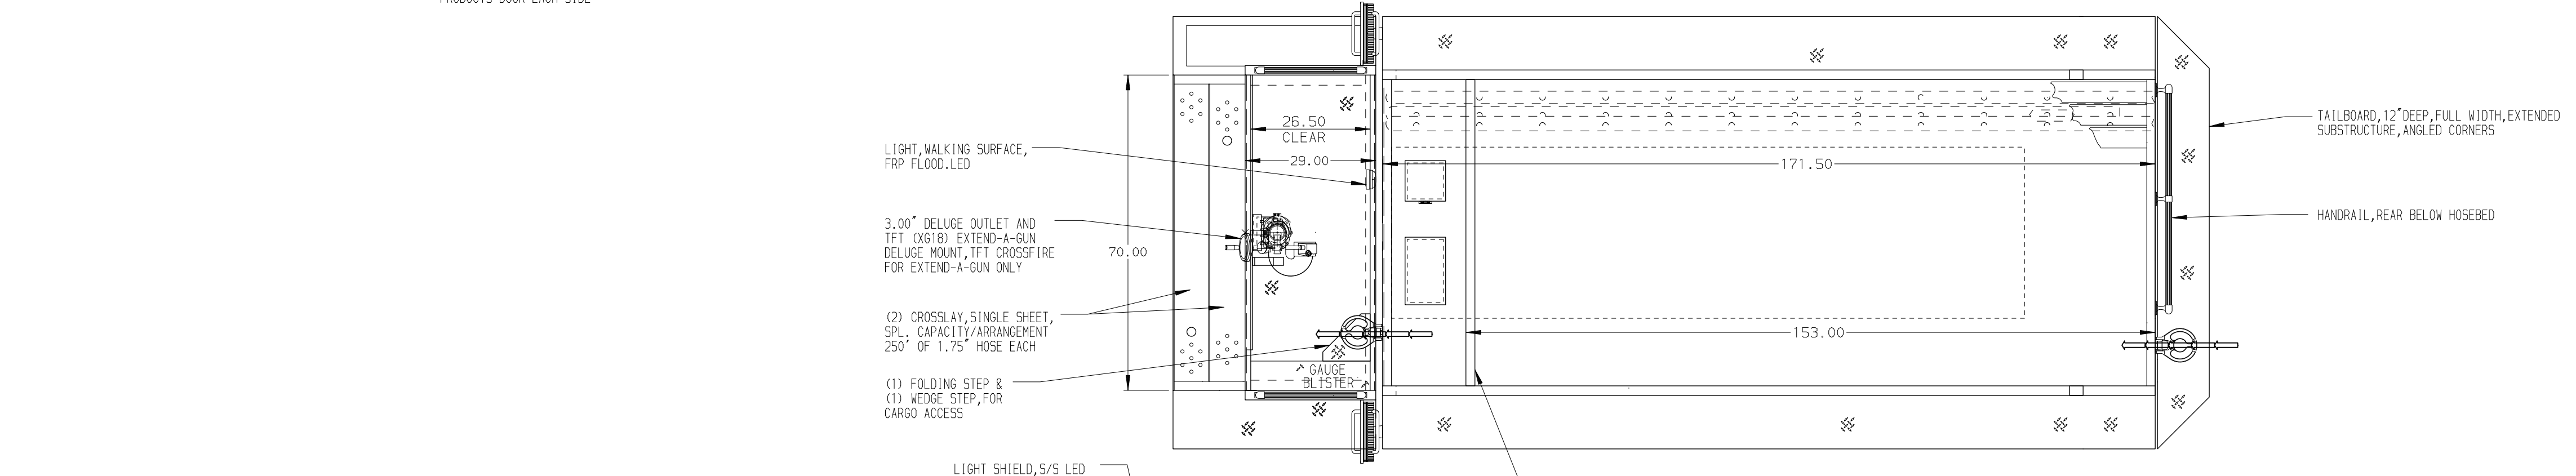 PRODUCTS DOOR EACH SIDE
LIGHT,WALKING SURFACE,
FRP FLOOD.LED
3.00″ DELUGE OUTLET AND
TFT (XG18) EXTEND-A-GUN
DELUGE MOUNT,TFT CROSSFIRE
FOR EXTEND-A-GUN ONLY
(2) CROSSLAY,SINGLE SHEET,
SPL. CAPACITY/ARRANGEMENT
250' OF 1.75″ HOSE EACH
(1) FOLDING STEP &
(1) WEDGE STEP,FOR
CARGO ACCESS
LIGHT SHIELD,S/S LED
70.00
26.50
CLEAR
29.00
GAUGE
BLISTER
171.50
153.00
TAILBOARD,12″DEEP,FULL WIDTH,EXTENDED
SUBSTRUCTURE,ANGLED CORNERS
HANDRAIL,REAR BELOW HOSEBED